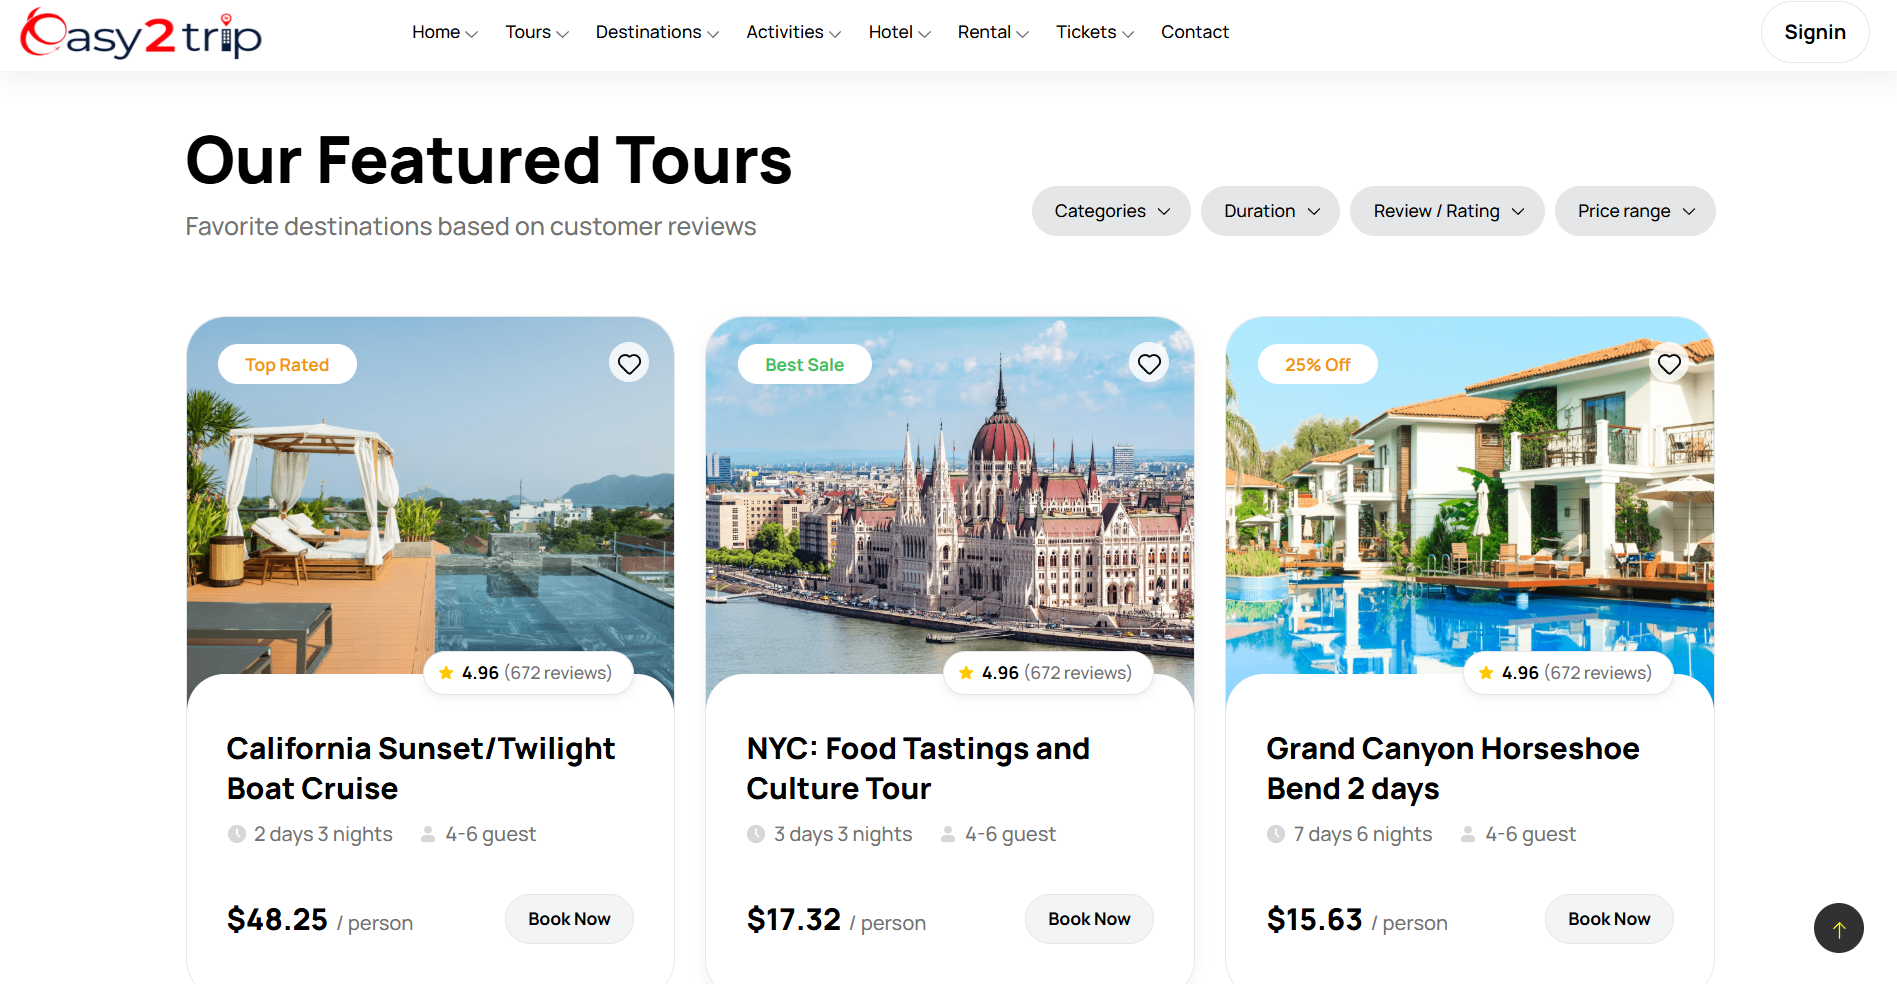 easy2trip
Home Tours Destinations Activities Hotel Rental Tickets Contact Signin
Our Featured Tours
Favorite destinations based on customer reviews
Categories Duration Review / Rating Price range
Top Rated
4.96 (672 reviews)
California Sunset/Twilight
Boat Cruise
2 days 3 nights 4-6 guest
$48.25 / person Book Now
Best Sale
4.96 (672 reviews)
NYC: Food Tastings and
Culture Tour
3 days 3 nights 4-6 guest
$17.32 / person Book Now
25% Off
4.96 (672 reviews)
Grand Canyon Horseshoe
Bend 2 days
7 days 6 nights 4-6 guest
$15.63 / person Book Now